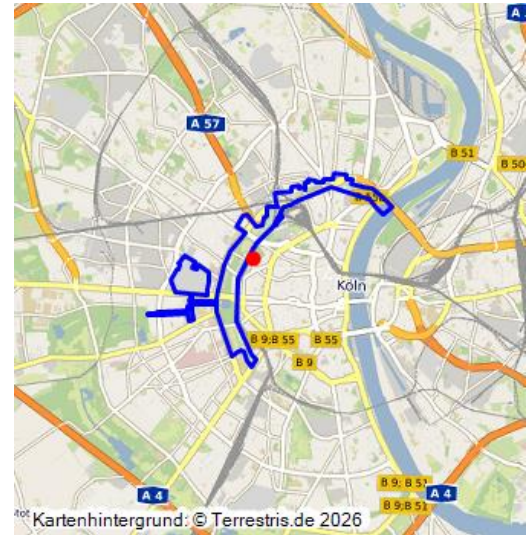 A
A 57
B 51
B 50
Köln
B 9;B 55
B 55
B 9
A 4
B 9; B 51
A 4
B 9;B 51
Kartenhintergrund: © Terrestris.de 2026